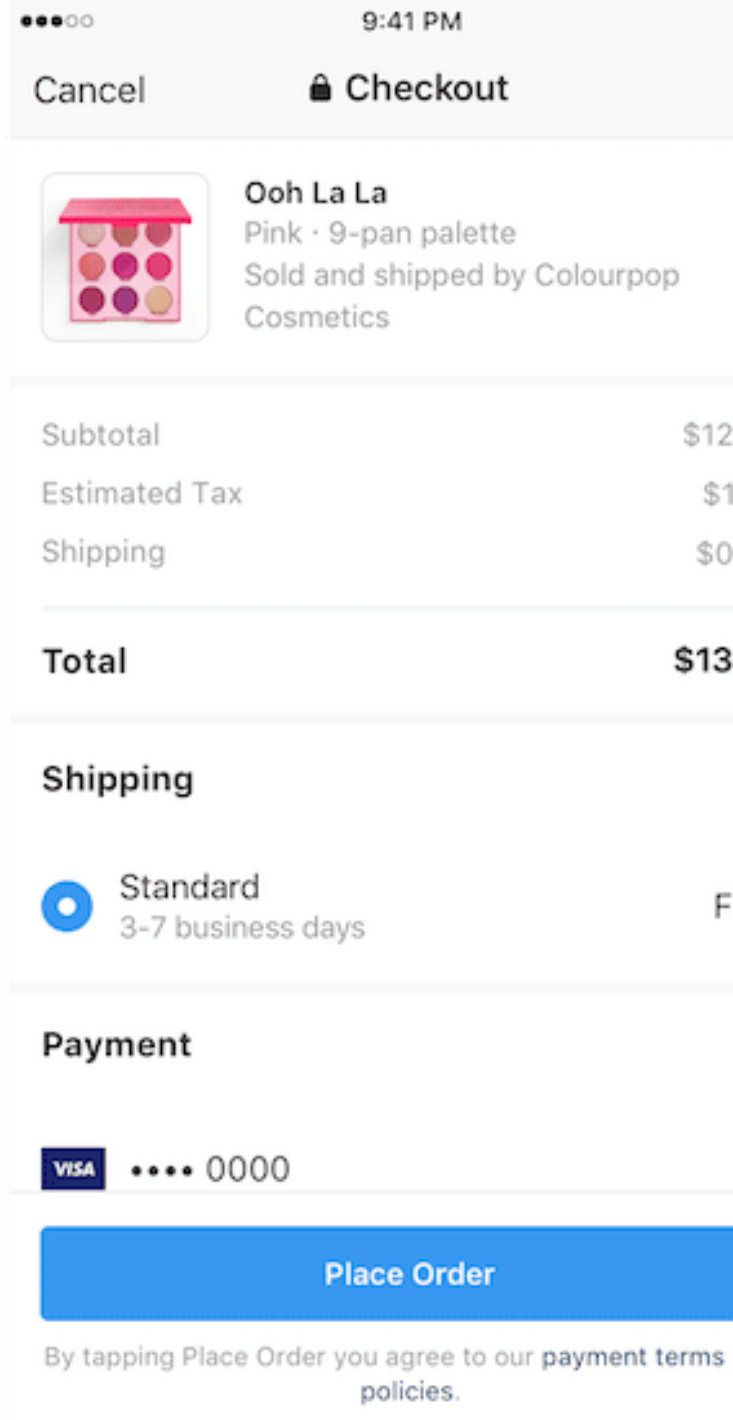 9:41 PM
Cancel Checkout
Ooh La La
Pink · 9-pan palette
Sold and shipped by Colourpop
Cosmetics
Subtotal $12
Estimated Tax $1
Shipping $0
Total $13
Shipping
Standard F
3-7 business days
Payment
VISA •••• 0000
Place Order
By tapping Place Order you agree to our payment terms
policies.